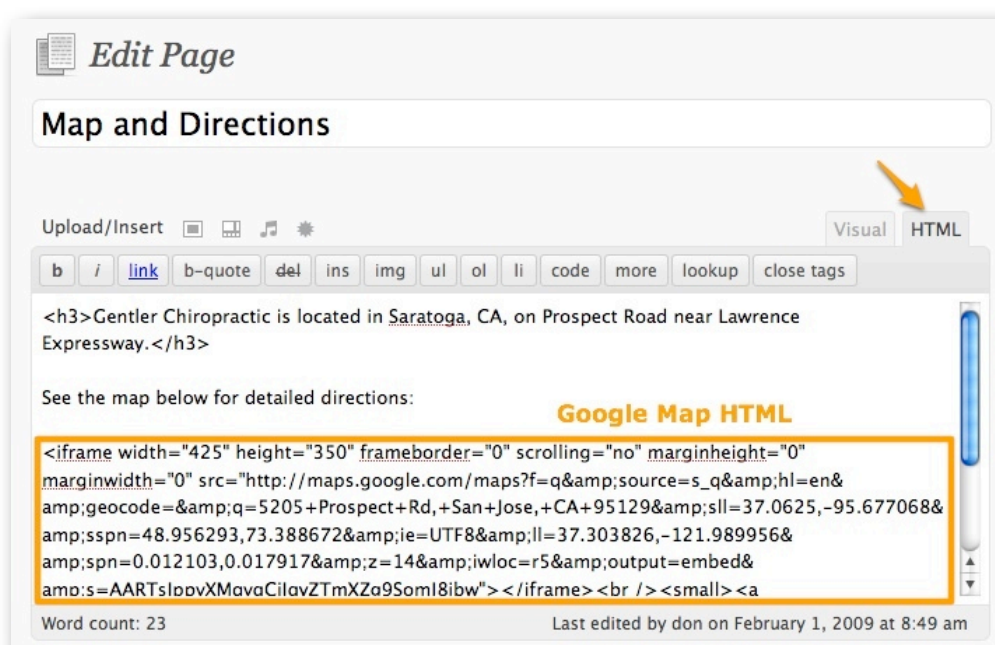 Edit Page
Map and Directions
Upload/Insert
Visual HTML
b i link b-quote del ins img ul ol li code more lookup close tags
<h3>Gentler Chiropractic is located in Saratoga, CA, on Prospect Road near Lawrence
Expressway.</h3>
See the map below for detailed directions:
Google Map HTML
<iframe width="425" height="350" frameborder="0" scrolling="no" marginheight="0"
marginwidth="0" src="http://maps.google.com/maps?f=q&amp;source=s_q&amp;hl=en&
amp;geocode=&amp;q=5205+Prospect+Rd,+San+Jose,+CA+95129&amp;sll=37.0625,-95.677068&
amp;sspn=48.956293,73.388672&amp;ie=UTF8&amp;ll=37.303826,-121.989956&
amp;spn=0.012103,0.017917&amp;z=14&amp;iwloc=r5&amp;output=embed&
></iframe><br /><small><a
Word count: 23
Last edited by don on February 1, 2009 at 8:49 am